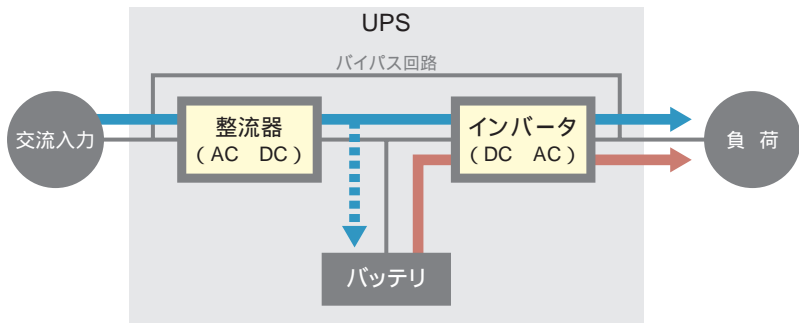 UPS
バイパス回路
交流入力
整流器
（AC　DC）
インバータ
（DC　AC）
負　荷
バッテリ